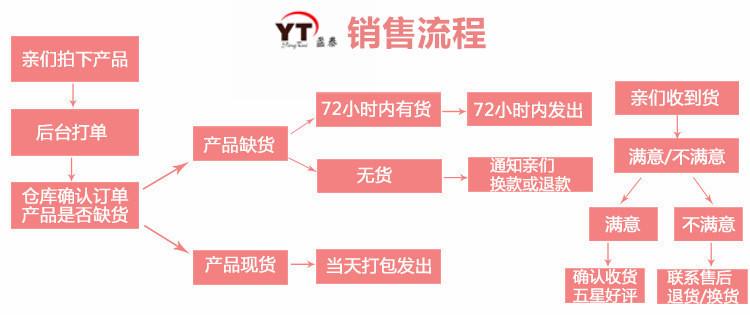 YT
盈泰
销售流程
亲们拍下产品
后台打单
仓库确认订单
产品是否缺货
产品缺货
72小时内有货
72小时内发出
无货
通知亲们
换款或退款
产品现货
当天打包发出
亲们收到货
满意/不满意
满意
不满意
确认收货
五星好评
联系售后
退货/换货